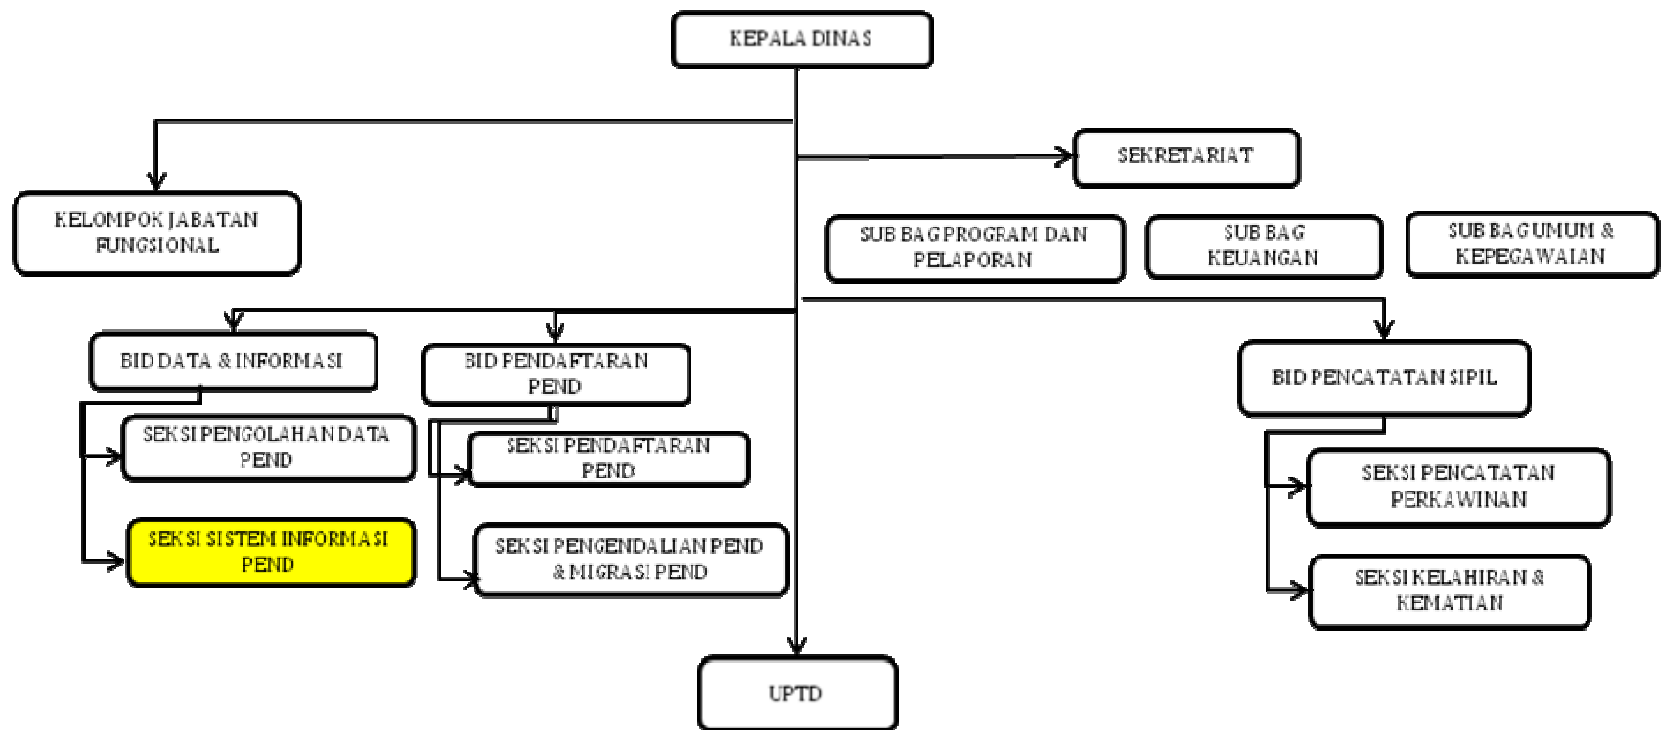 KEPALA DINAS
SEKRETARIAT
KELOMPOK JABATAN
FUNGSIONAL
SUB BAG PROGRAM DAN
PELAPORAN
SUB BAG
KEUANGAN
SUB BAG UMUM &
KEPEGAWAIAN
BID DATA & INFORMASI
BID PENDAFTARAN
PEND
BID PENCATATAN SIPIL
SEKSI PENGOLAHAN DATA
PEND
SEKSI PENDAFTARAN
PEND
SEKSI PENCATATAN
PERKAWINAN
SEKSI SISTEM INFORMASI
PEND
SEKSI PENGENDALIAN PEND
& MIGRASI PEND
SEKSI KELAHIRAN &
KEMATIAN
UPTD